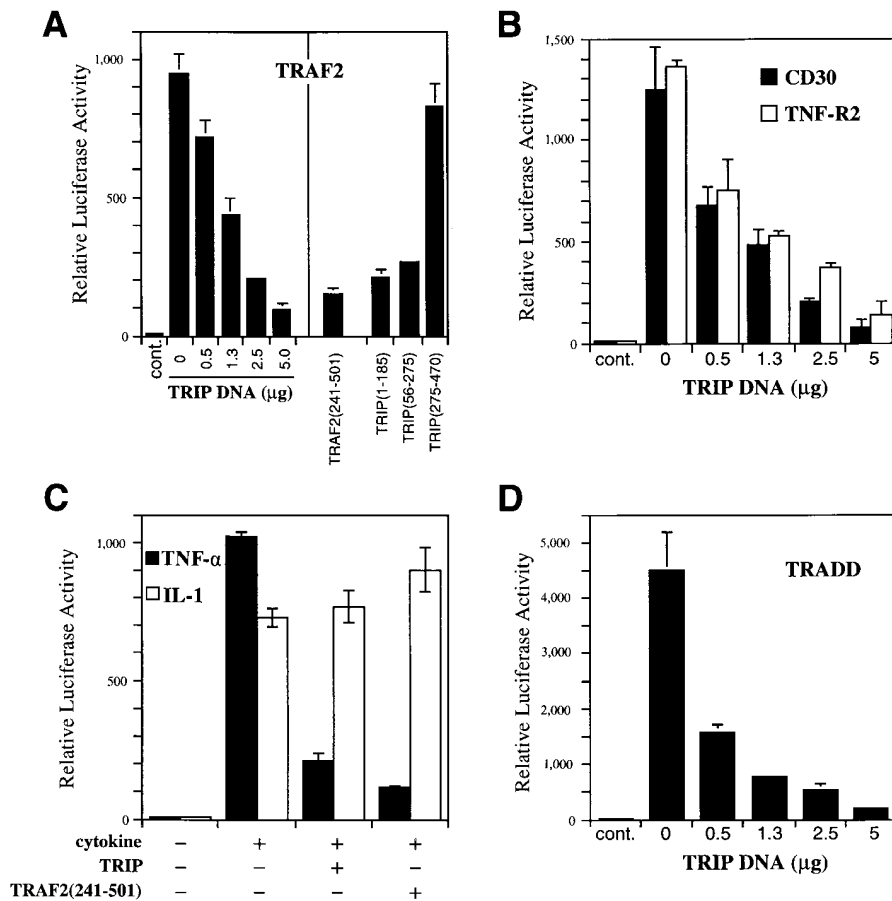 A
TRAF2
Relative Luciferase Activity
1,000
500
0
cont.
0
0.5
1.3
2.5
5.0
TRIP DNA (µg)
TRAF2(241-501)
TRIP(1-185)
TRIP(56-275)
TRIP(275-470)
B
CD30
TNF-R2
Relative Luciferase Activity
1,500
1,000
500
0
cont. 0 0.5 1.3 2.5 5
TRIP DNA (µg)
C
TNF-α
IL-1
Relative Luciferase Activity
1,000
800
600
400
200
0
cytokine – + + +
TRIP – – + –
TRAF2(241-501) – – – +
D
TRADD
Relative Luciferase Activity
5,000
4,000
3,000
2,000
1,000
0
cont. 0 0.5 1.3 2.5 5
TRIP DNA (µg)